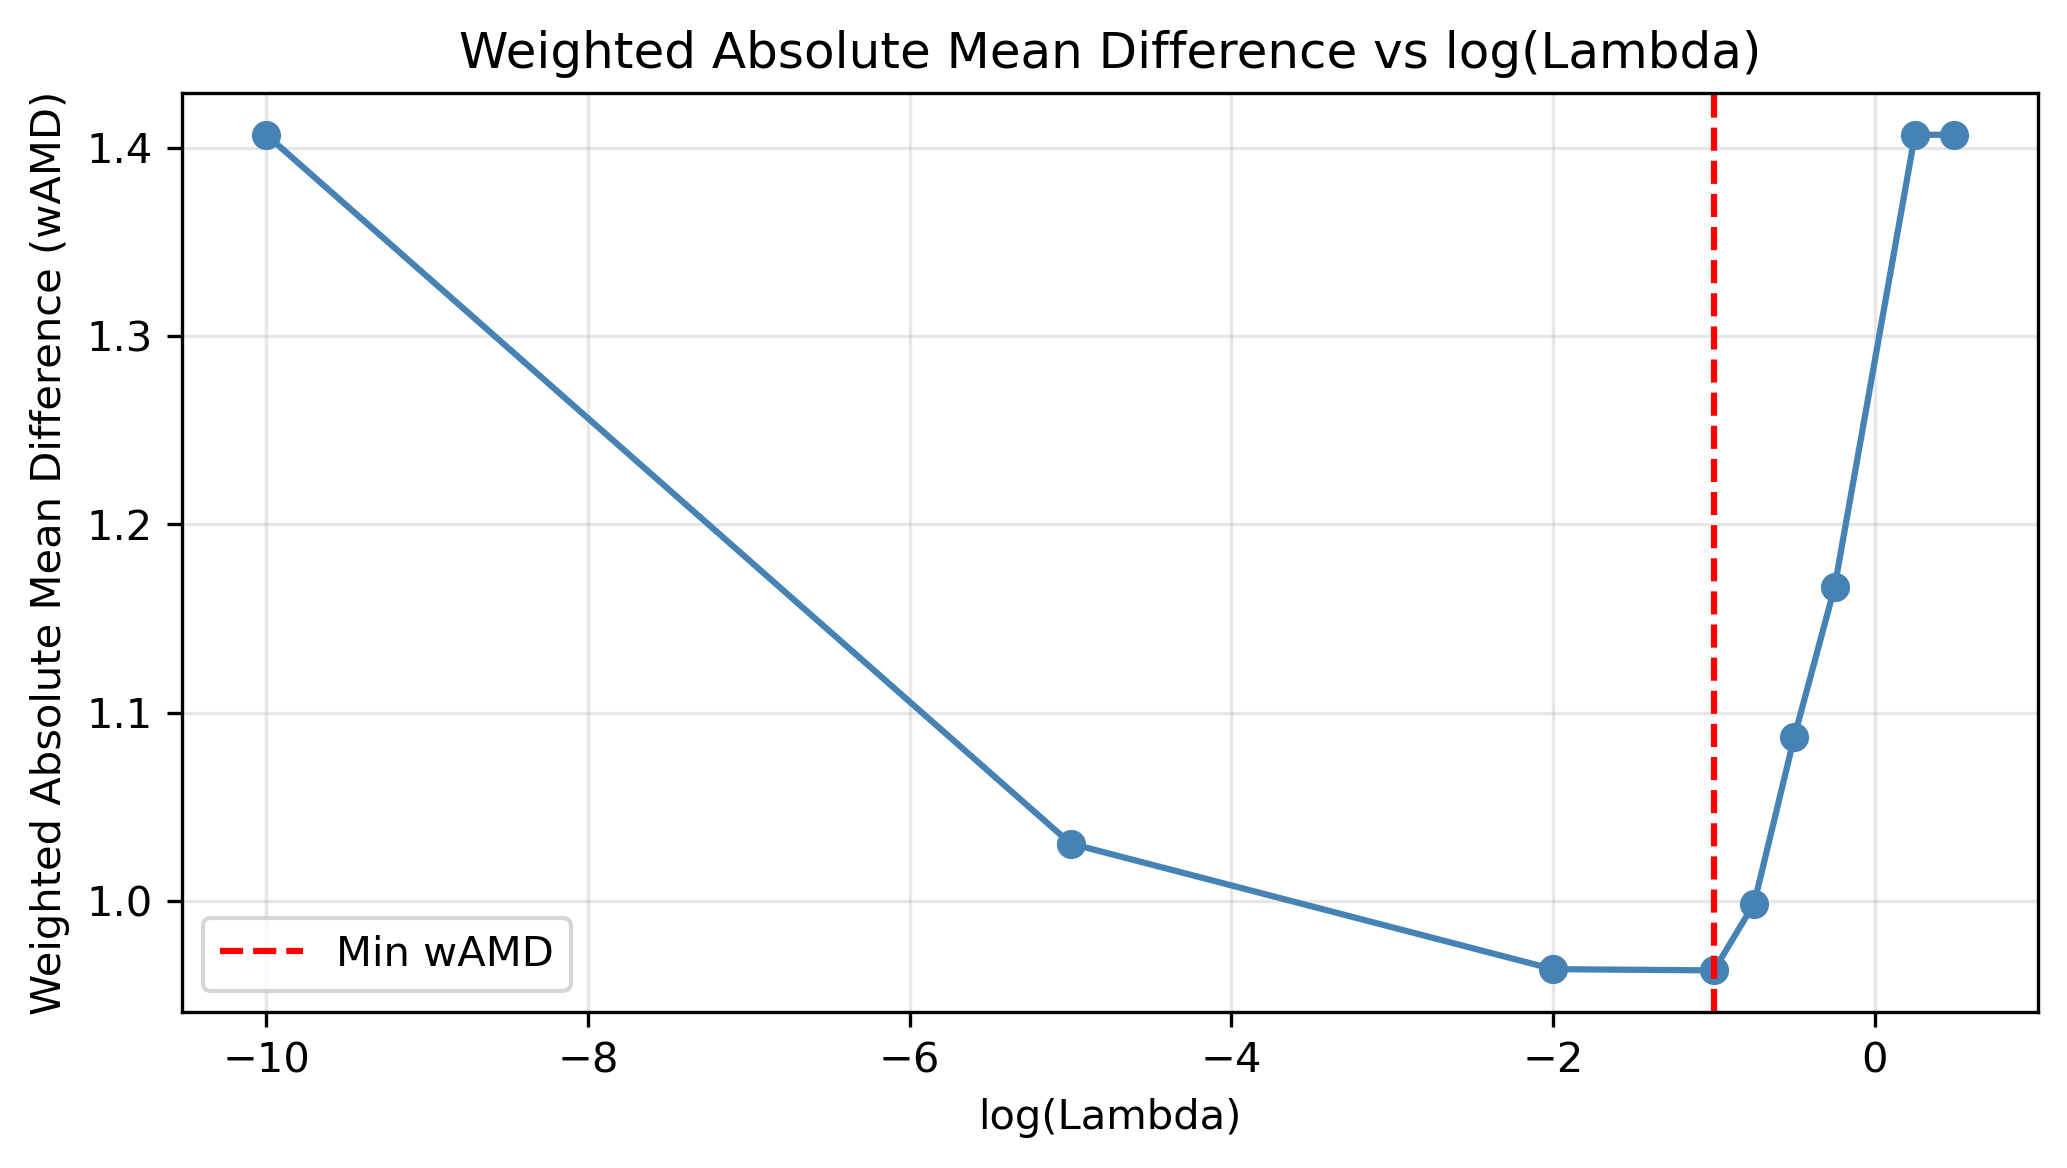 Weighted Absolute Mean Difference vs log(Lambda)
Weighted Absolute Mean Difference (wAMD)
1.4
1.3
1.2
1.1
1.0
Min wAMD
−10
−8
−6
−4
−2
0
log(Lambda)